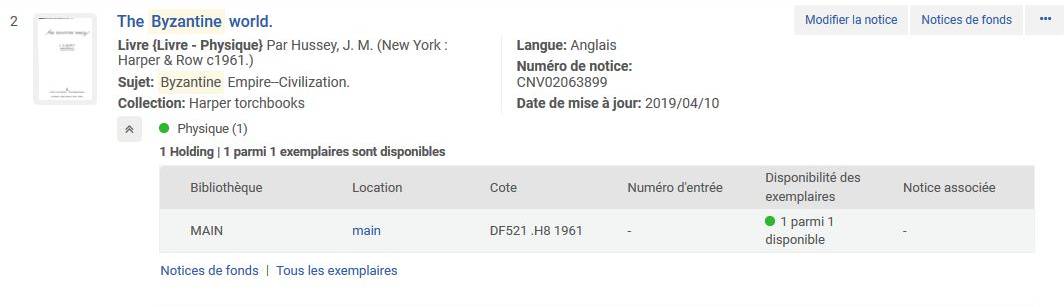 2
The Byzantine world.
Modifier la notice
Notices de fonds
Livre {Livre - Physique} Par Hussey, J. M. (New York :
Harper & Row c1961.)
Sujet: Byzantine Empire--Civilization.
Collection: Harper torchbooks
Langue: Anglais
Numéro de notice:
CNV02063899
Date de mise à jour: 2019/04/10
Physique (1)
1 Holding | 1 parmi 1 exemplaires sont disponibles
Bibliothèque Location Cote Numéro d'entrée Disponibilité des exemplaires Notice associée
MAIN main DF521 .H8 1961 - 1 parmi 1 disponible -
Notices de fonds | Tous les exemplaires